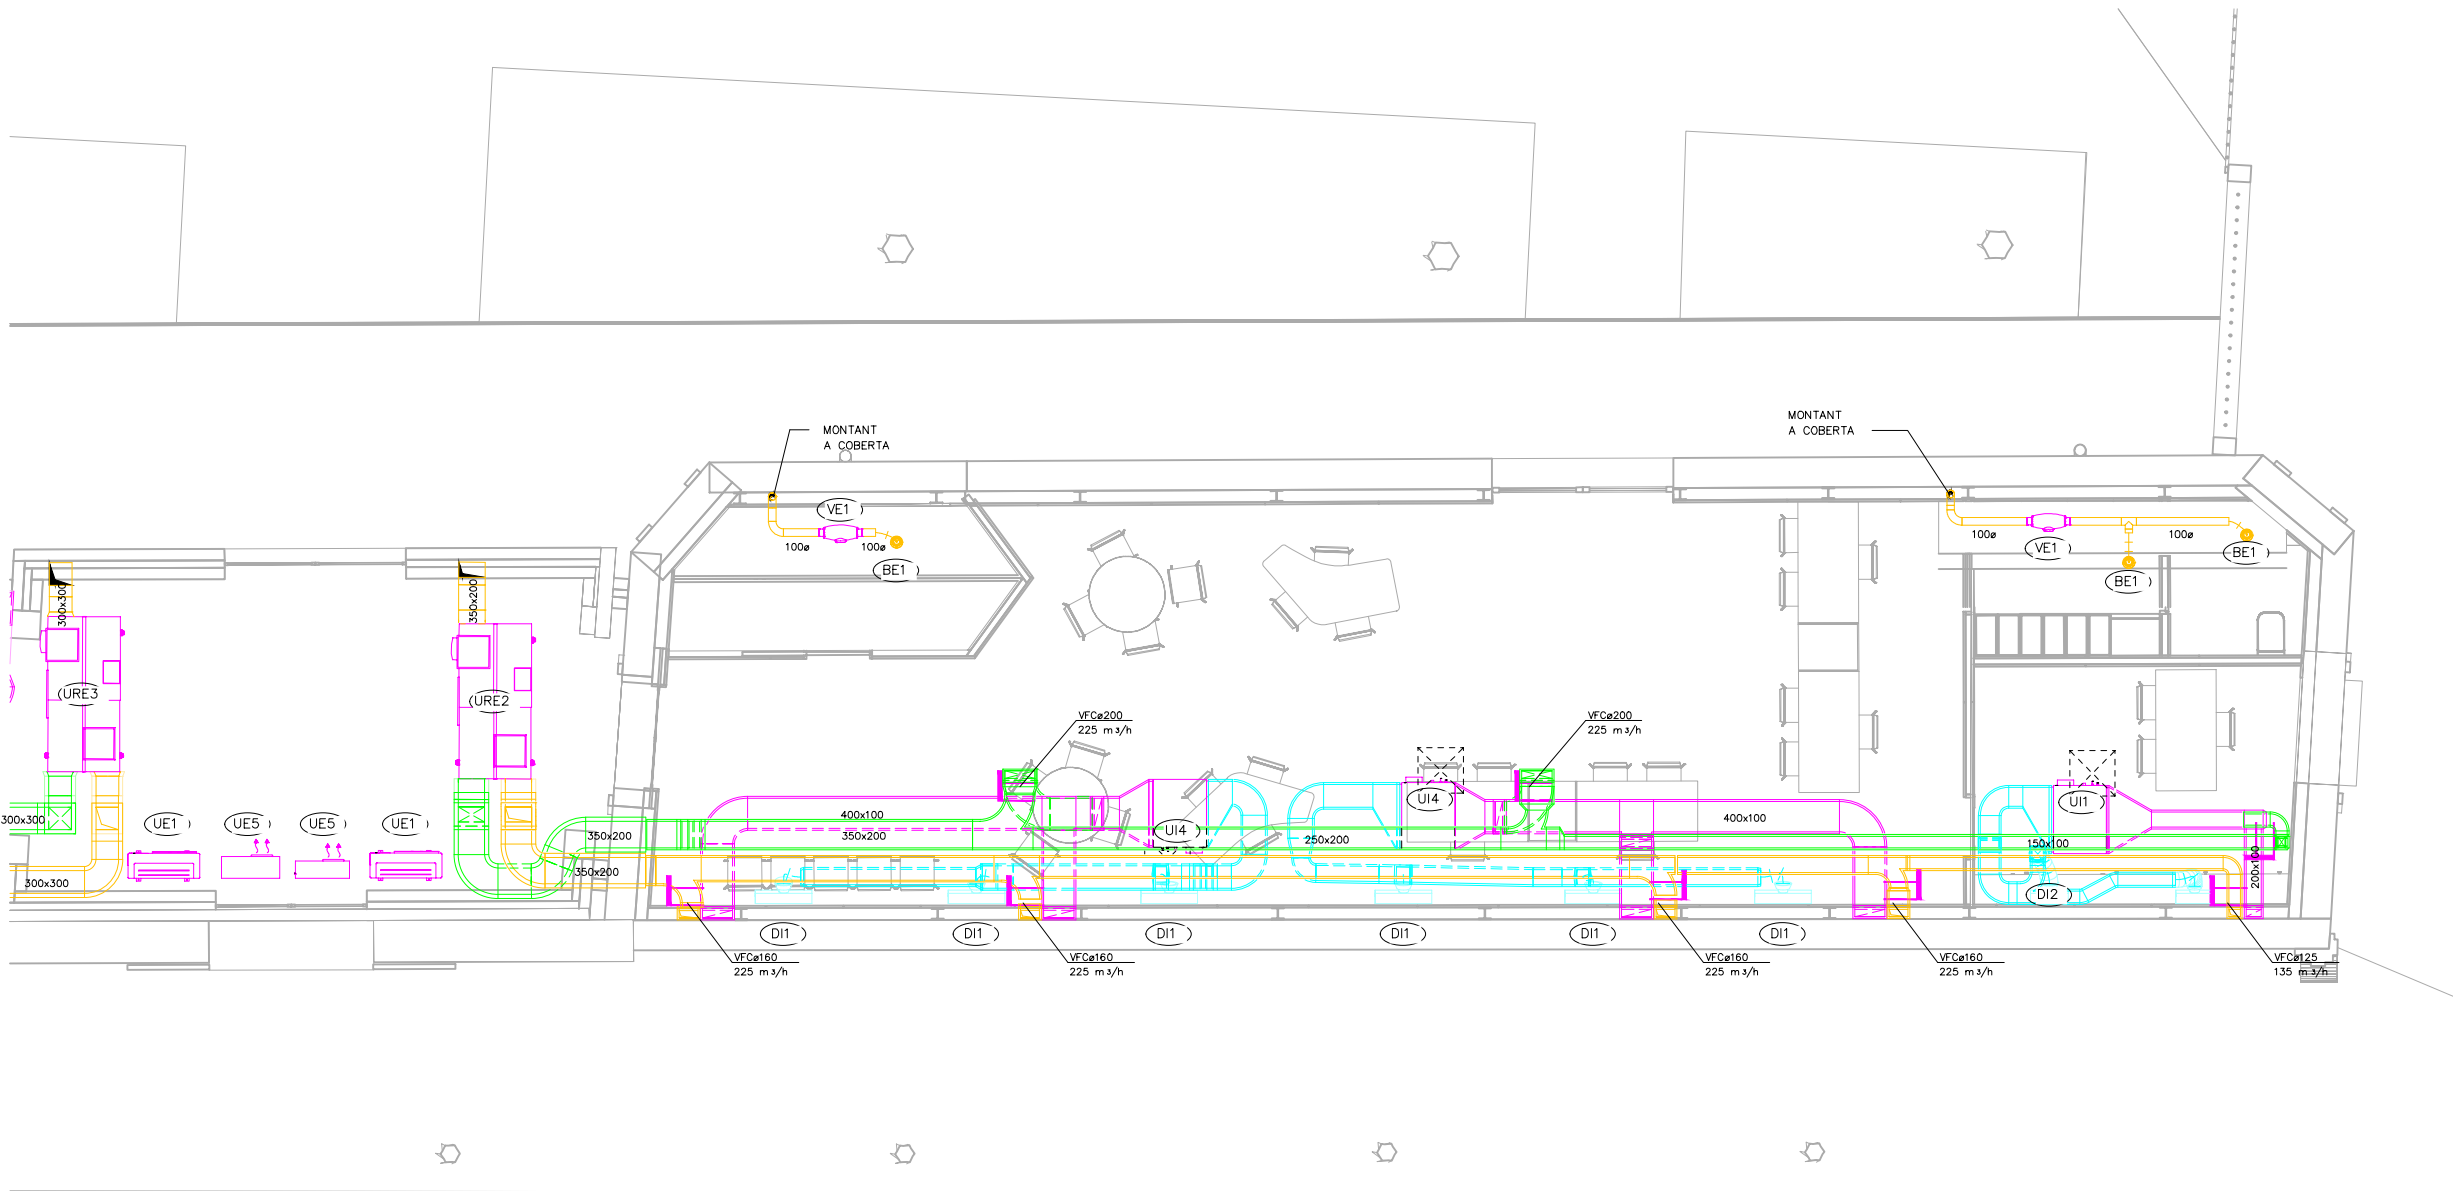 MONTANT
A COBERTA
MONTANT
A COBERTA
VE1
100ø
100ø
BE1
100ø
VE1
100ø
BE1
BE1
300x300
350x200
URE3
URE2
VFCø200
225 m³/h
VFCø200
225 m³/h
UI4
UI1
300x300
UE1
UE5
UE5
UE1
350x200
400x100
350x200
UI4
250x200
400x100
150x100
200x100
300x300
350x200
DI2
DI1
DI1
DI1
DI1
DI1
DI1
VFCø160
225 m³/h
VFCø160
225 m³/h
VFCø160
225 m³/h
VFCø160
225 m³/h
VFCø125
135 m³/h